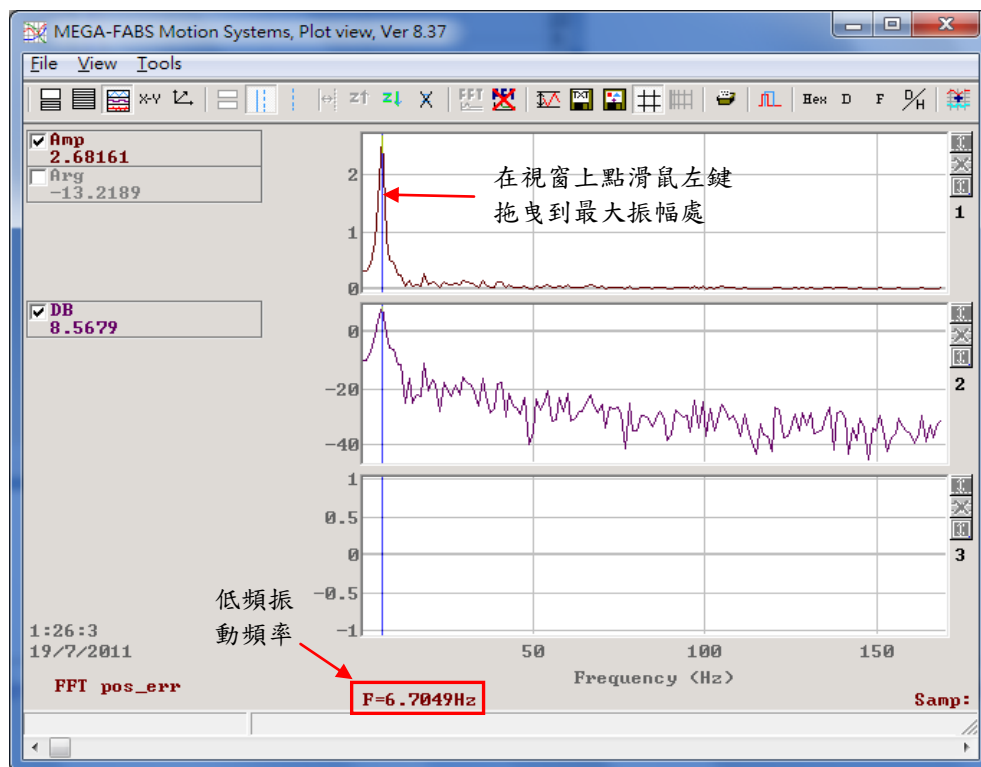 MEGA-FABS Motion Systems, Plot view, Ver 8.37
File View Tools
X-Y FFT TXT Hex D F D/H
Amp
2.68161
Arg
-13.2189
2
1
0
在視窗上點滑鼠左鍵
拖曳到最大振幅處
1
DB
8.5679
0
-20
-40
2
1
0.5
0
-0.5
-1
3
低頻振
動頻率
1:26:3
19/7/2011
50 100 150
Frequency (Hz)
FFT pos_err
F=6.7049Hz
Samp: